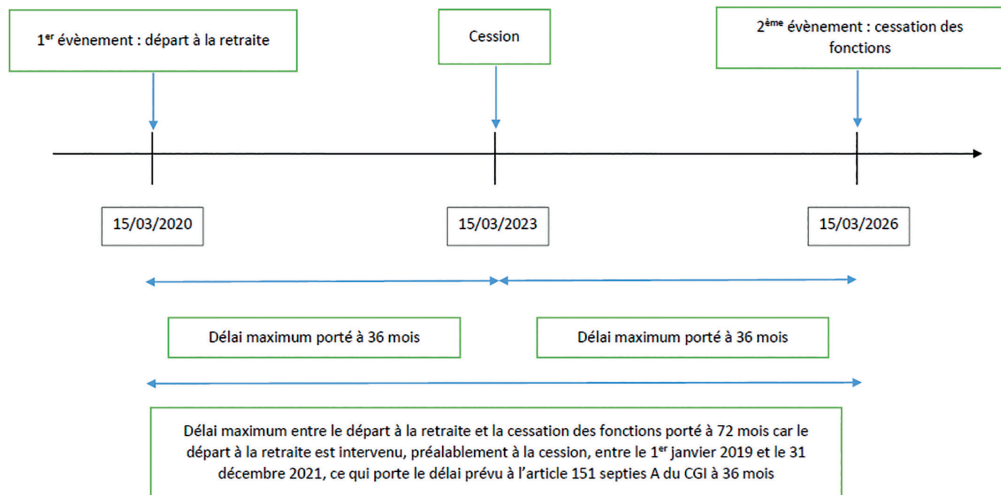 1er évènement : départ à la retraite
Cession
2ème évènement : cessation des
fonctions
15/03/2020
15/03/2023
15/03/2026
Délai maximum porté à 36 mois
Délai maximum porté à 36 mois
Délai maximum entre le départ à la retraite et la cessation des fonctions porté à 72 mois car le
départ à la retraite est intervenu, préalablement à la cession, entre le 1er janvier 2019 et le 31
décembre 2021, ce qui porte le délai prévu à l'article 151 septies A du CGI à 36 mois